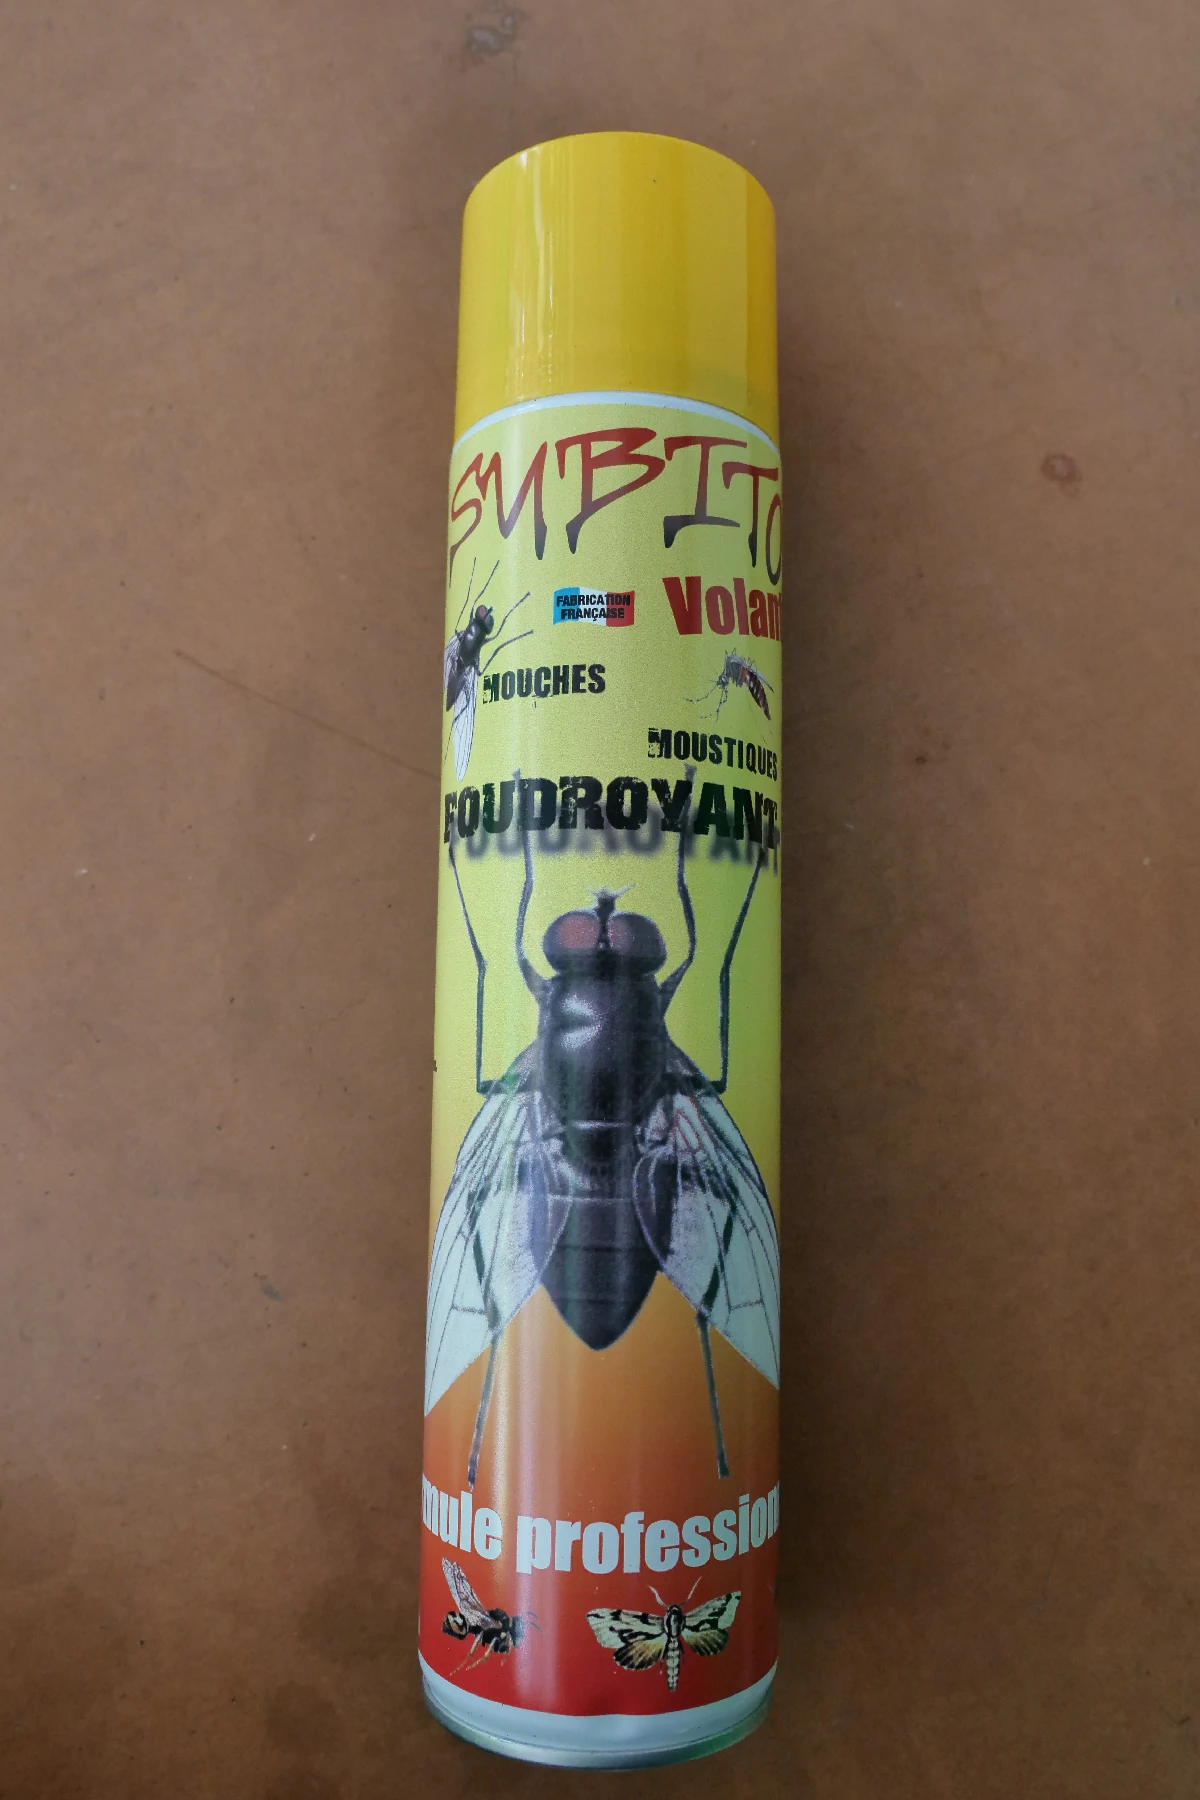 SUBITO
FABRICATION
FRANÇAISE
Volant
MOUCHES
MOUSTIQUES
FOUDROYANT
mule profession